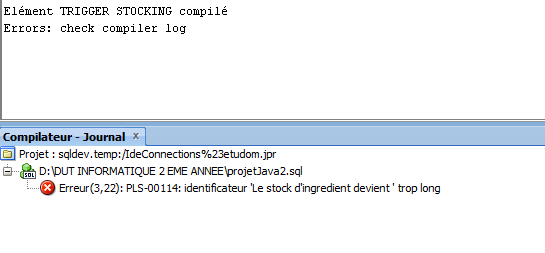 Elément TRIGGER STOCKING compilé
Errors: check compiler log
Compilateur - Journal ×
Projet : sqldev.temp:/IdeConnections%23etudom.jpr
D:\DUT INFORMATIQUE 2 EME ANNEE\projetJava2.sql
Erreur(3,22): PLS-00114: identificateur 'Le stock d'ingredient devient ' trop long